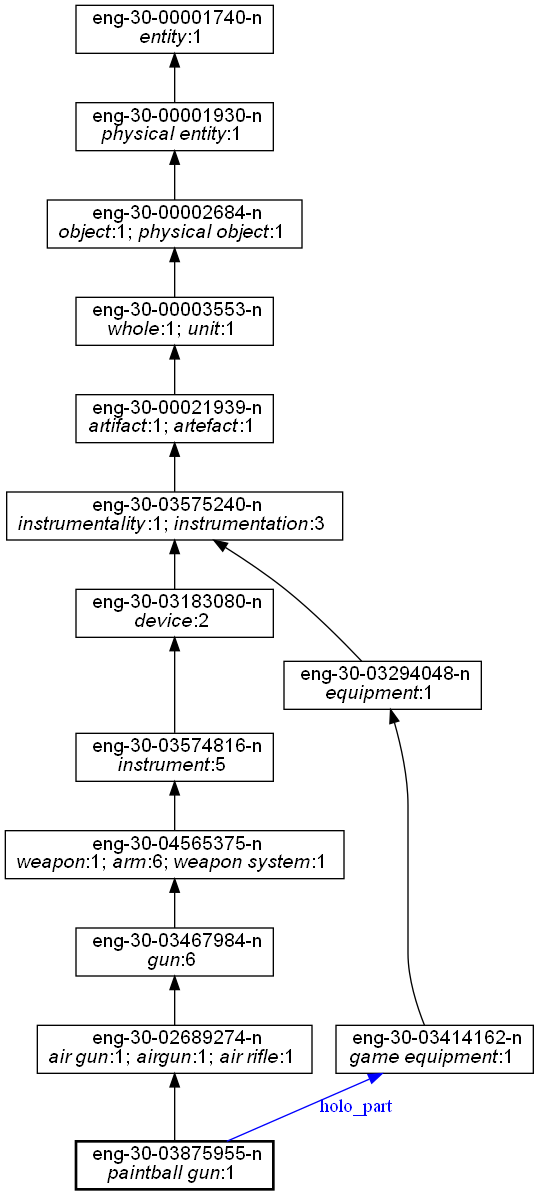 eng-30-00001740-n
entity:1
eng-30-00001930-n
physical entity:1
eng-30-00002684-n
object:1; physical object:1
eng-30-00003553-n
whole:1; unit:1
eng-30-00021939-n
artifact:1; artefact:1
eng-30-03575240-n
instrumentality:1; instrumentation:3
eng-30-03183080-n
device:2
eng-30-03294048-n
equipment:1
eng-30-03574816-n
instrument:5
eng-30-04565375-n
weapon:1; arm:6; weapon system:1
eng-30-03467984-n
gun:6
eng-30-02689274-n
air gun:1; airgun:1; air rifle:1
eng-30-03414162-n
game equipment:1
holo_part
eng-30-03875955-n
paintball gun:1